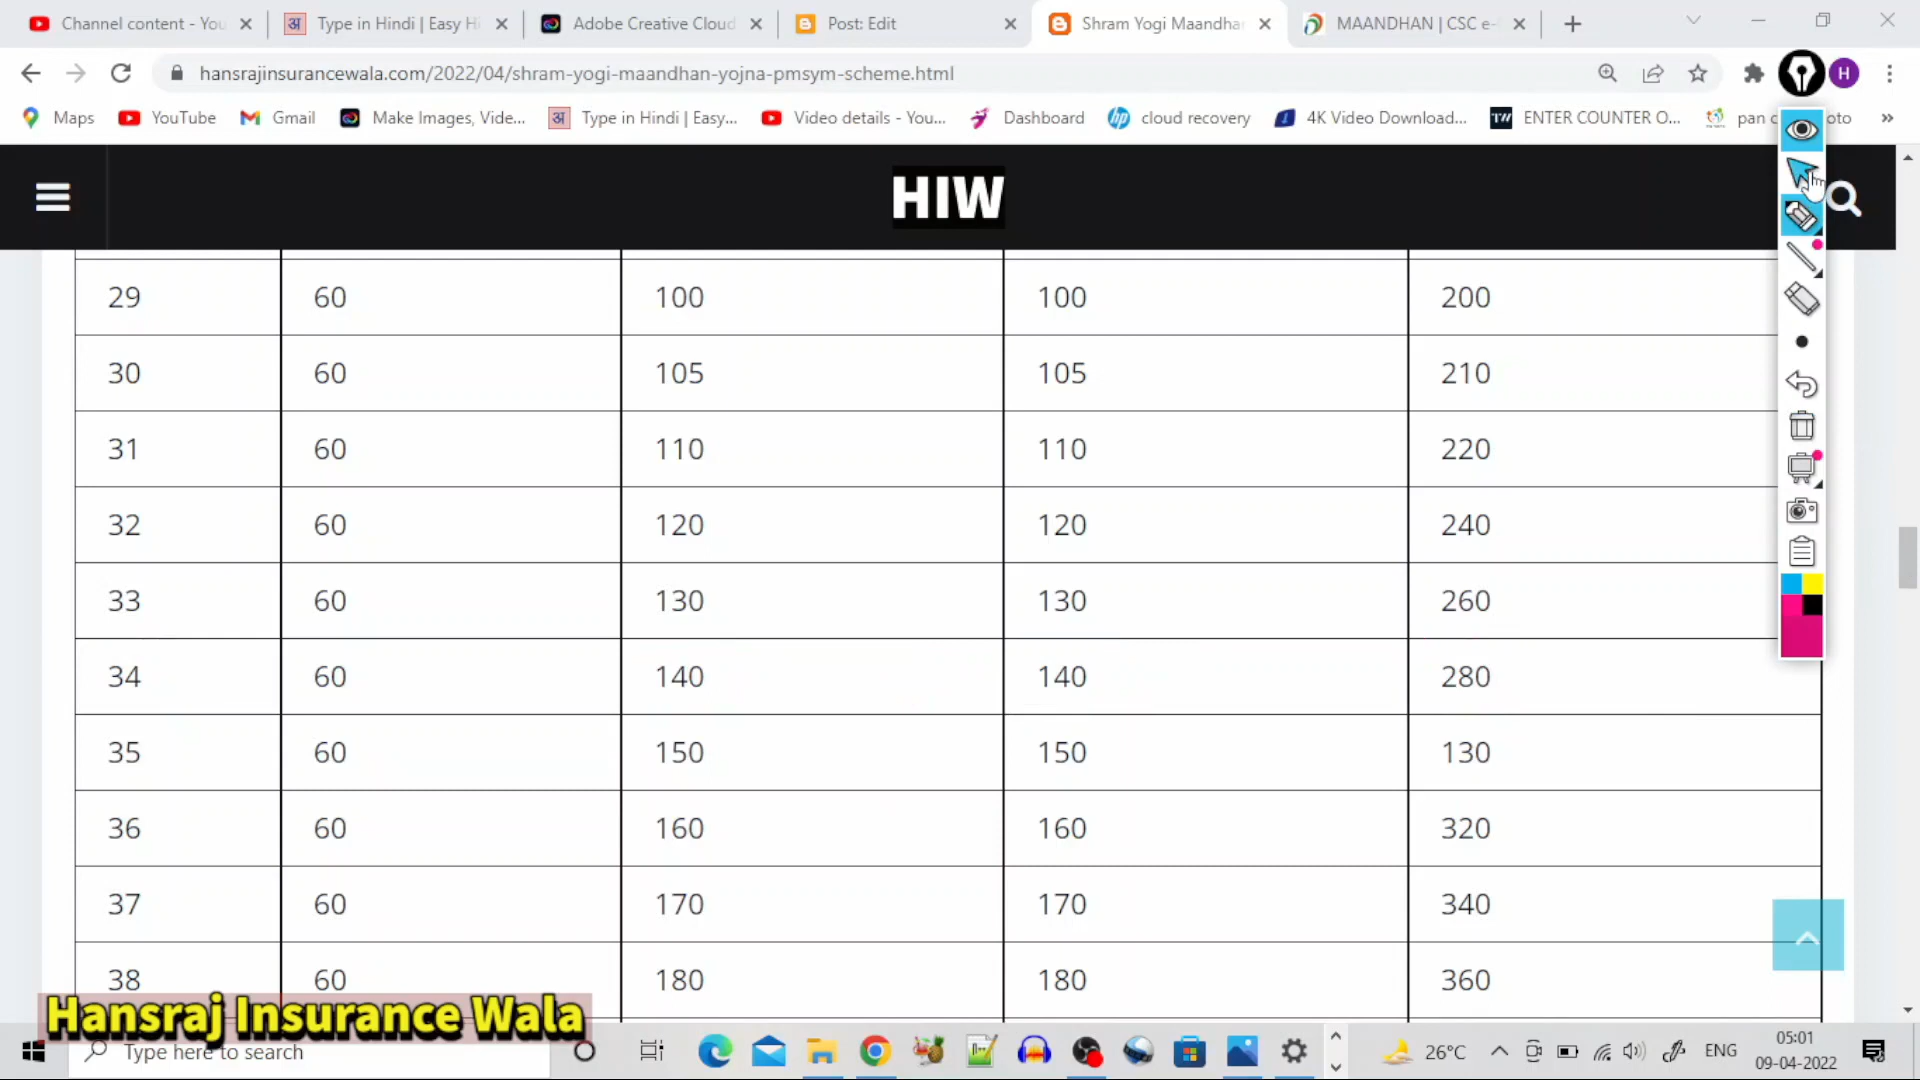 Channel content - You
Type in Hindi | Easy Hi
Adobe Creative Cloud
Post: Edit
Shram Yogi Maandhan
MAANDHAN | CSC e-
hansrajinsurancewala.com/2022/04/shram-yogi-maandhan-yojna-pmsym-scheme.html
H
Maps
YouTube
Gmail
Make Images, Vide...
अ
Type in Hindi | Easy...
Video details - You...
Dashboard
cloud recovery
4K Video Download...
TW
ENTER COUNTER O...
pan c
oto
HIW
29 60 100 100 200
30 60 105 105 210
31 60 110 110 220
32 60 120 120 240
33 60 130 130 260
34 60 140 140 280
35 60 150 150 130
36 60 160 160 320
37 60 170 170 340
38 60 180 180 360
Hansraj Insurance Wala
Type here to search
26°C
ENG
05:01
09-04-2022